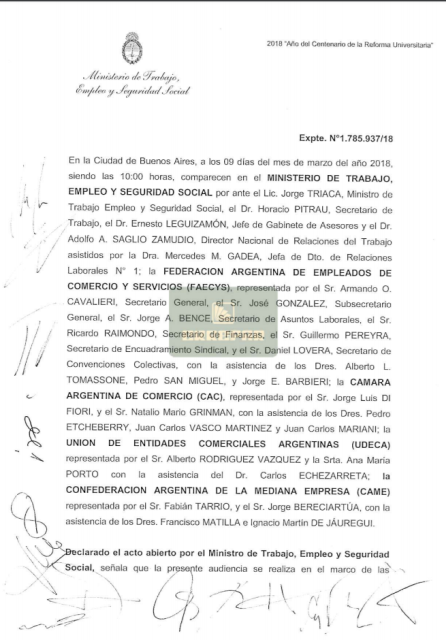 2018 "Año del Centenario de la Reforma Universitaria"
Ministerio de Trabajo,
Empleo y Seguridad Social
Expte. N°1.785.937/18
En la Ciudad de Buenos Aires, a los 09 días del mes de marzo del año 2018,
siendo las 10:00 horas, comparecen en el MINISTERIO DE TRABAJO,
EMPLEO Y SEGURIDAD SOCIAL por ante el Lic. Jorge TRIACA, Ministro de
Trabajo Empleo y Seguridad Social, el Dr. Horacio PITRAU, Secretario de
Trabajo, el Dr. Ernesto LEGUIZAMÓN, Jefe de Gabinete de Asesores y el Dr.
Adolfo A. SAGLIO ZAMUDIO, Director Nacional de Relaciones del Trabajo
asistidos por la Dra. Mercedes M. GADEA, Jefa de Dto. de Relaciones
Laborales N° 1; la FEDERACION ARGENTINA DE EMPLEADOS DE
COMERCIO Y SERVICIOS (FAECYS), representada por el Sr. Armando O.
CAVALIERI, Secretario General, el Sr. José GONZALEZ, Subsecretario
General, el Sr. Jorge A. BENCE, Secretario de Asuntos Laborales, el Sr.
Ricardo RAIMONDO, Secretario de Finanzas, el Sr. Guillermo PEREYRA,
Secretario de Encuadramiento Sindical, y el Sr. Daniel LOVERA, Secretario de
Convenciones Colectivas, con la asistencia de los Dres. Alberto L.
TOMASSONE, Pedro SAN MIGUEL, y Jorge E. BARBIERI; la CAMARA
ARGENTINA DE COMERCIO (CAC), representada por el Sr. Jorge Luis DI
FIORI, y el Sr. Natalio Mario GRINMAN, con la asistencia de los Dres. Pedro
ETCHEBERRY, Juan Carlos VASCO MARTINEZ y Juan Carlos MARIANI; la
UNION DE ENTIDADES COMERCIALES ARGENTINAS (UDECA)
representada por el Sr. Alberto RODRIGUEZ VAZQUEZ y la Srta. Ana María
PORTO con la asistencia del Dr. Carlos ECHEZARRETA; la
CONFEDERACION ARGENTINA DE LA MEDIANA EMPRESA (CAME)
representada por el Sr. Fabián TARRIO, y el Sr. Jorge BERECIARTÚA, con la
asistencia de los Dres. Francisco MATILLA e Ignacio Martín DE JÁUREGUI.
Declarado el acto abierto por el Ministro de Trabajo, Empleo y Seguridad
Social, señala que la presente audiencia se realiza en el marco de las